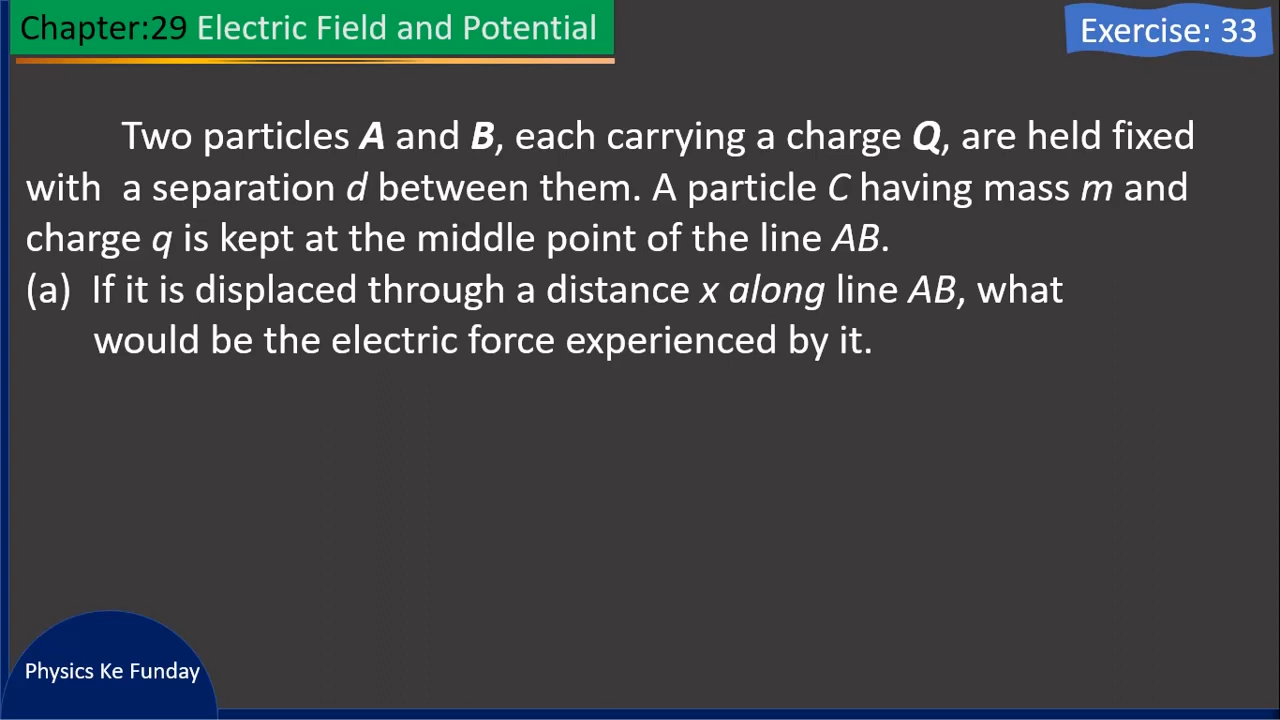 Chapter:29 Electric Field and Potential
Exercise: 33
Two particles A and B, each carrying a charge Q, are held fixed
with a separation d between them. A particle C having mass m and
charge q is kept at the middle point of the line AB.
(a) If it is displaced through a distance x along line AB, what
would be the electric force experienced by it.
Physics Ke Funday